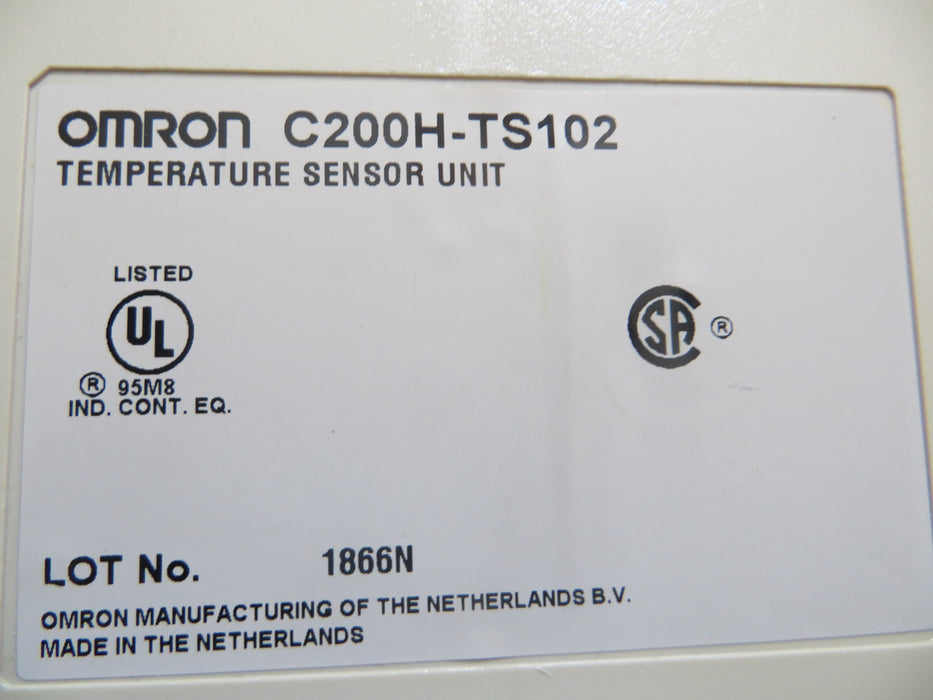 OMRON C200H-TS102
TEMPERATURE SENSOR UNIT
LISTED
UL
® 95M8
IND. CONT. EQ.
SA ®
LOT No. 1866N
OMRON MANUFACTURING OF THE NETHERLANDS B.V.
MADE IN THE NETHERLANDS